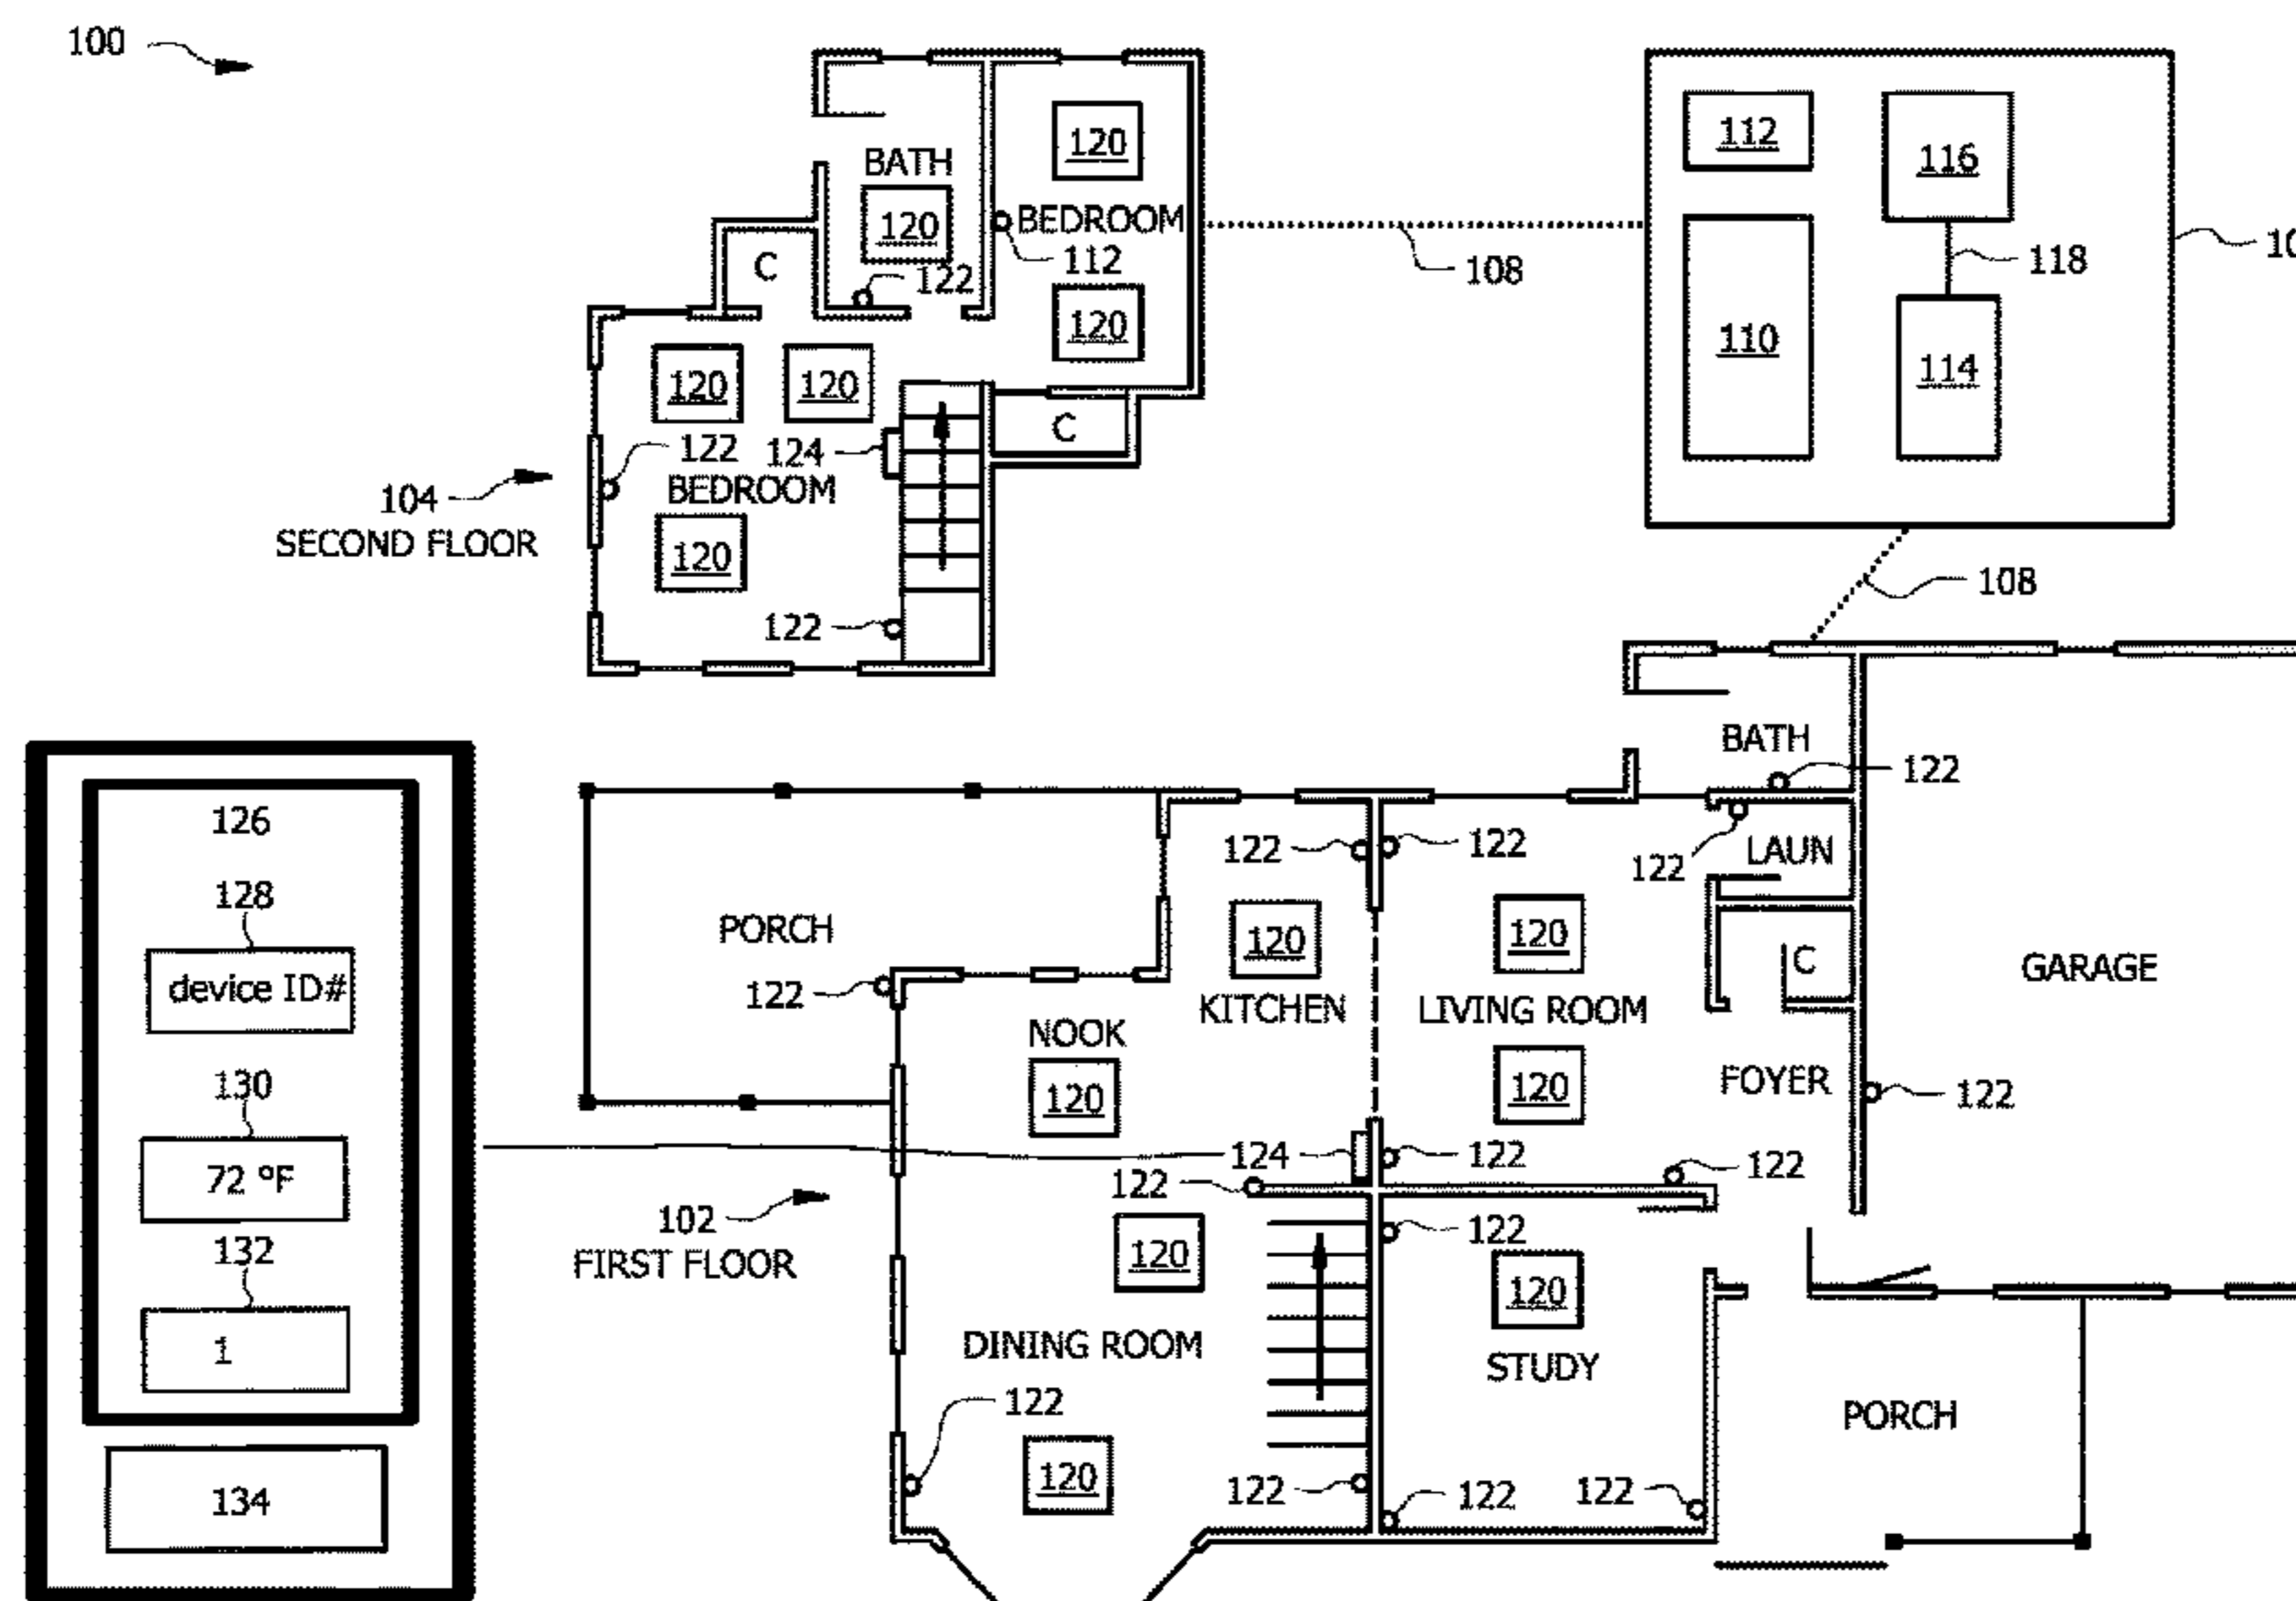 100
BATH
120
120
BEDROOM
112
122
C
120
120
120
C
122
124
BEDROOM
120
122
104
SECOND FLOOR
108
112
116
118
110
114
108
126
128
device ID#
130
72 °F
132
1
134
PORCH
122
NOOK
120
122
120
KITCHEN
122
120
LIVING ROOM
120
BATH
122
122
LAUN
C
FOYER
GARAGE
122
124
122
122
122
102
FIRST FLOOR
120
DINING ROOM
122
120
122
122
120
STUDY
122
122
PORCH